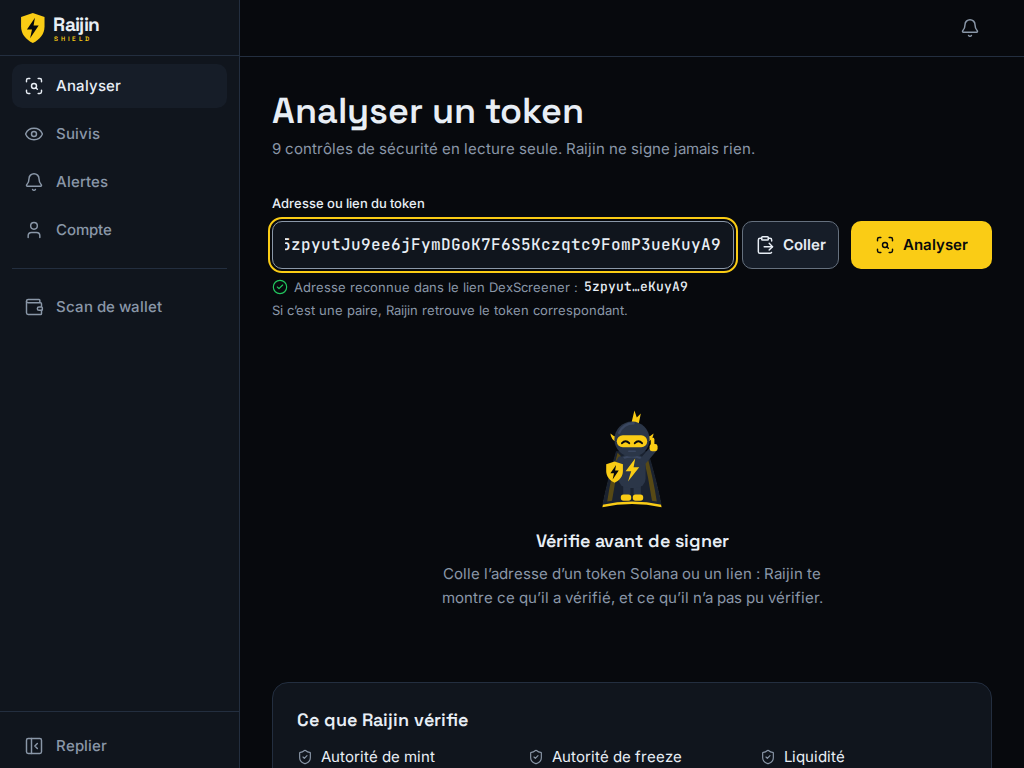 Raijin
SHIELD
Analyser
Suivis
Alertes
Compte
Scan de wallet
Replier
Analyser un token
9 contrôles de sécurité en lecture seule. Raijin ne signe jamais rien.
Adresse ou lien du token
5zpyutJu9ee6jFymDGoK7F6S5Kczqtc9FomP3ueKuyA9
Coller
Analyser
Adresse reconnue dans le lien DexScreener : 5zpyut…eKuyA9
Si c’est une paire, Raijin retrouve le token correspondant.
Vérifie avant de signer
Colle l’adresse d’un token Solana ou un lien : Raijin te
montre ce qu’il a vérifié, et ce qu’il n’a pas pu vérifier.
Ce que Raijin vérifie
Autorité de mint
Autorité de freeze
Liquidité